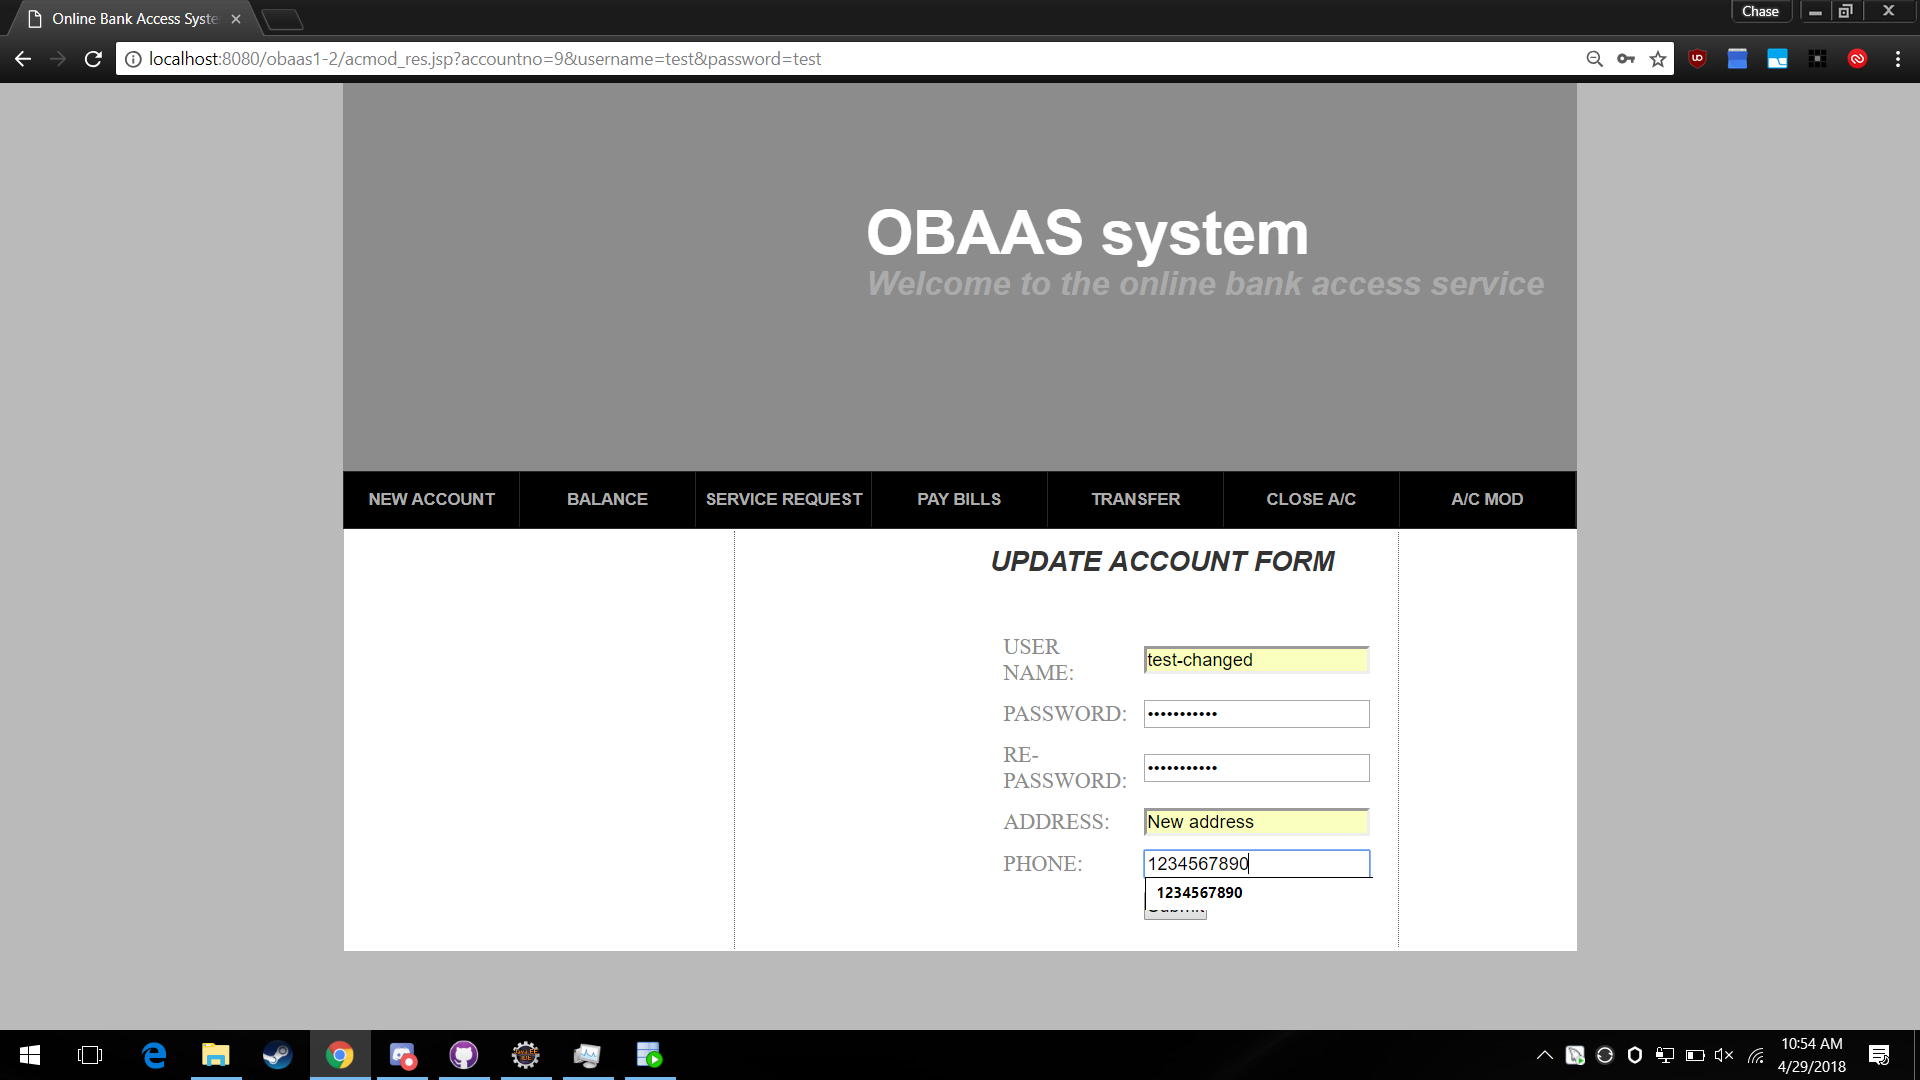 Online Bank Access Syste
Chase
localhost:8080/obaas1-2/acmod_res.jsp?accountno=9&username=test&password=test
OBAAS system
Welcome to the online bank access service
NEW ACCOUNT
BALANCE
SERVICE REQUEST
PAY BILLS
TRANSFER
CLOSE A/C
A/C MOD
UPDATE ACCOUNT FORM
USER
NAME:
test-changed
PASSWORD:
•••••••••••
RE-
PASSWORD:
•••••••••••
ADDRESS:
New address
PHONE:
1234567890
1234567890
Submit
10:54 AM
4/29/2018